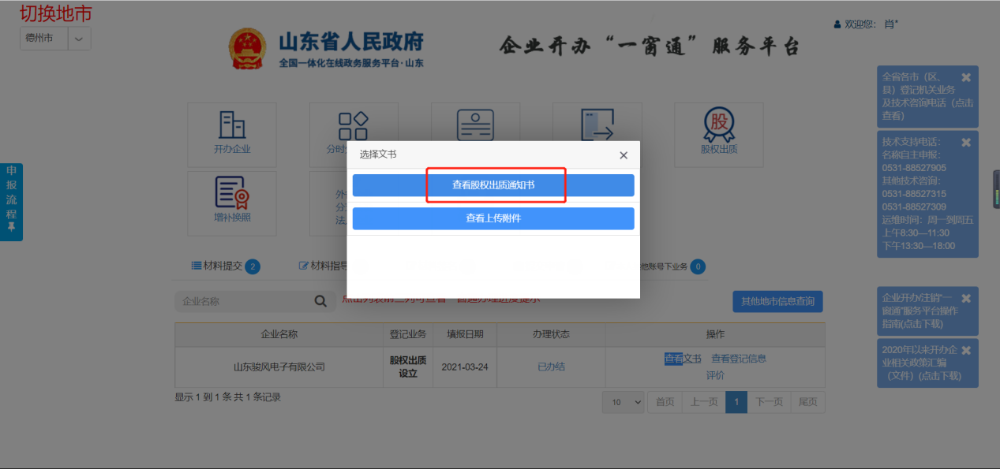 切换地市
德州市
山东省人民政府
全国一体化在线政务服务平台·山东
企业开办“一窗通”服务平台
欢迎您: 肖*
全省各市（区、
县）登记机关业务
及技术咨询电话（点击
查看）
技术支持电话：
名称自主申报：
0531-88527905
其他技术咨询：
0531-88527315
0531-88527309
运维时间：周一到周五
上午8:30—11:30
下午13:30—18:00
企业开办/注销“一
窗通”服务平台操作
指南(点击下载)
2020年以来开办企
业相关政策汇编
（文件）(点击下载)
申报流程
开办企业
分时
股
股权出质
增补换照
外
分
法
选择文书
查看股权出质通知书
查看上传附件
材料提交 2
材料指导
他账号下业务 0
企业名称
其他地市信息查询
企业名称 登记业务 填报日期 办理状态 操作
山东骏风电子有限公司 股权出质 2021-03-24 已办结 查看文书 查看登记信息
设立 评价
显示 1 到 1 条 共 1 条记录
10 首页 上一页 1 下一页 尾页